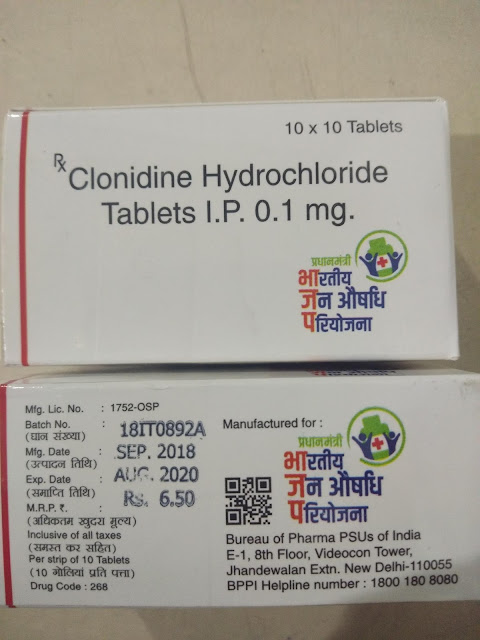 10 x 10 Tablets
Rx Clonidine Hydrochloride
Tablets I.P. 0.1 mg.
प्रधानमंत्री
भारतीय
जन औषधि
परियोजना
Mfg. Lic. No. : 1752-OSP
Batch No. : 18IT0892A
(घान संख्या)
Mfg. Date : SEP. 2018
(उत्पादन तिथि)
Exp. Date : AUG. 2020
(समाप्ति तिथि)
M.R.P. ₹. : Rs. 6.50
(अधिकतम खुदरा मूल्य)
Inclusive of all taxes
(समस्त कर सहित)
Per strip of 10 Tablets
(10 गोलियां प्रति पत्ता)
Drug Code : 268
Manufactured for :
प्रधानमंत्री
भारतीय
जन औषधि
परियोजना
Bureau of Pharma PSUs of India
E-1, 8th Floor, Videocon Tower,
Jhandewalan Extn. New Delhi-110055
BPPI Helpline number : 1800 180 8080